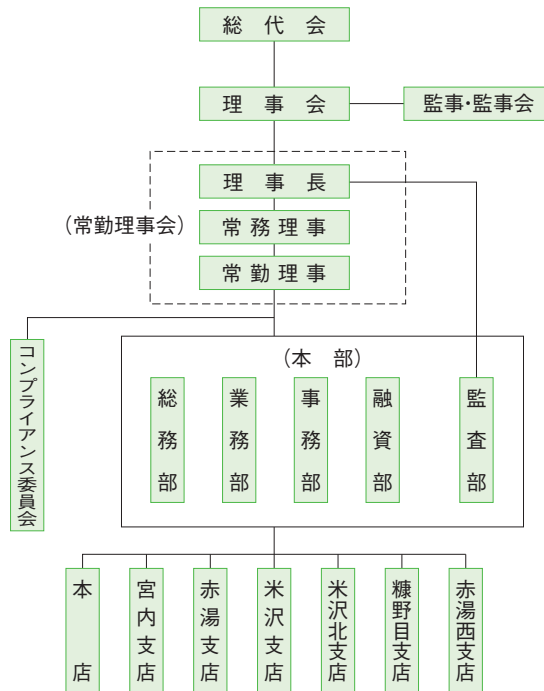 総代会
理事会
監事・監事会
理事長
(常勤理事会)
常務理事
常勤理事
コンプライアンス委員会
(本 部)
総務部
業務部
事務部
融資部
監査部
本 店
宮内支店
赤湯支店
米沢支店
米沢北支店
糠野目支店
赤湯西支店